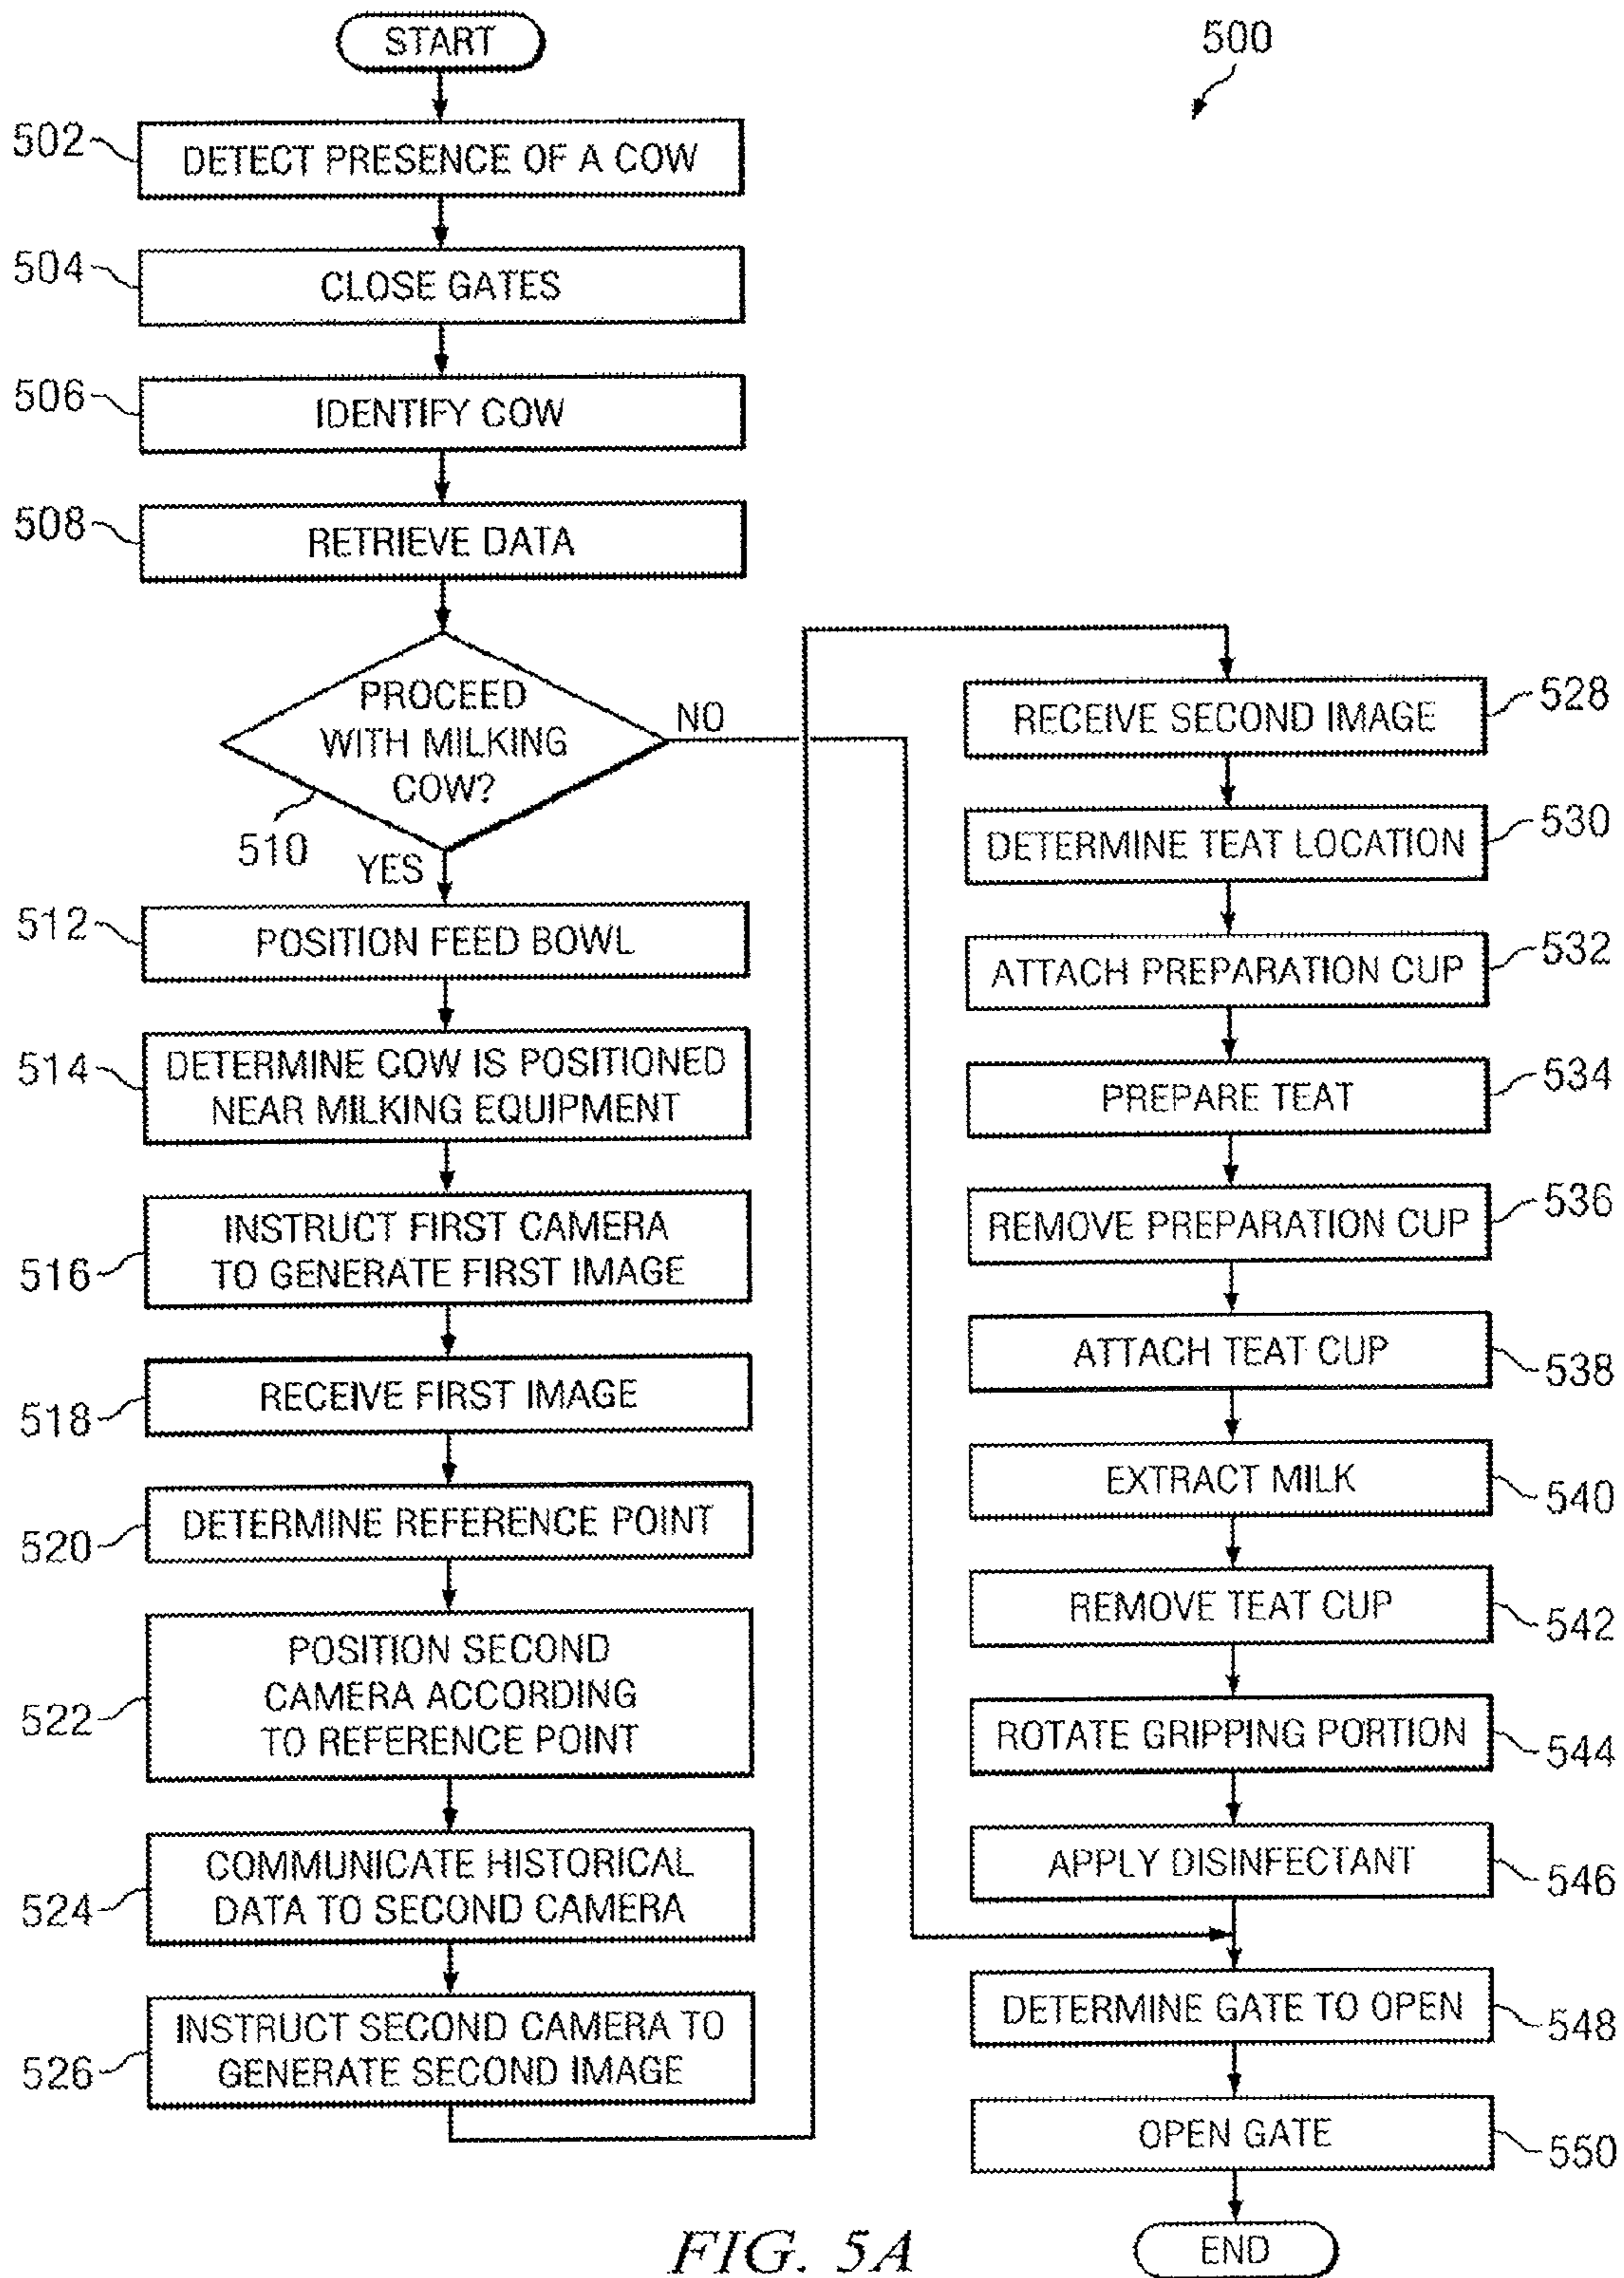 START
500
502
DETECT PRESENCE OF A COW
504
CLOSE GATES
506
IDENTIFY COW
508
RETRIEVE DATA
PROCEED
WITH MILKING
COW?
NO
510
YES
512
POSITION FEED BOWL
514
DETERMINE COW IS POSITIONED
NEAR MILKING EQUIPMENT
516
INSTRUCT FIRST CAMERA
TO GENERATE FIRST IMAGE
518
RECEIVE FIRST IMAGE
520
DETERMINE REFERENCE POINT
522
POSITION SECOND
CAMERA ACCORDING
TO REFERENCE POINT
524
COMMUNICATE HISTORICAL
DATA TO SECOND CAMERA
526
INSTRUCT SECOND CAMERA TO
GENERATE SECOND IMAGE
RECEIVE SECOND IMAGE
528
DETERMINE TEAT LOCATION
530
ATTACH PREPARATION CUP
532
PREPARE TEAT
534
REMOVE PREPARATION CUP
536
ATTACH TEAT CUP
538
EXTRACT MILK
540
REMOVE TEAT CUP
542
ROTATE GRIPPING PORTION
544
APPLY DISINFECTANT
546
DETERMINE GATE TO OPEN
548
OPEN GATE
550
END
FIG. 5A